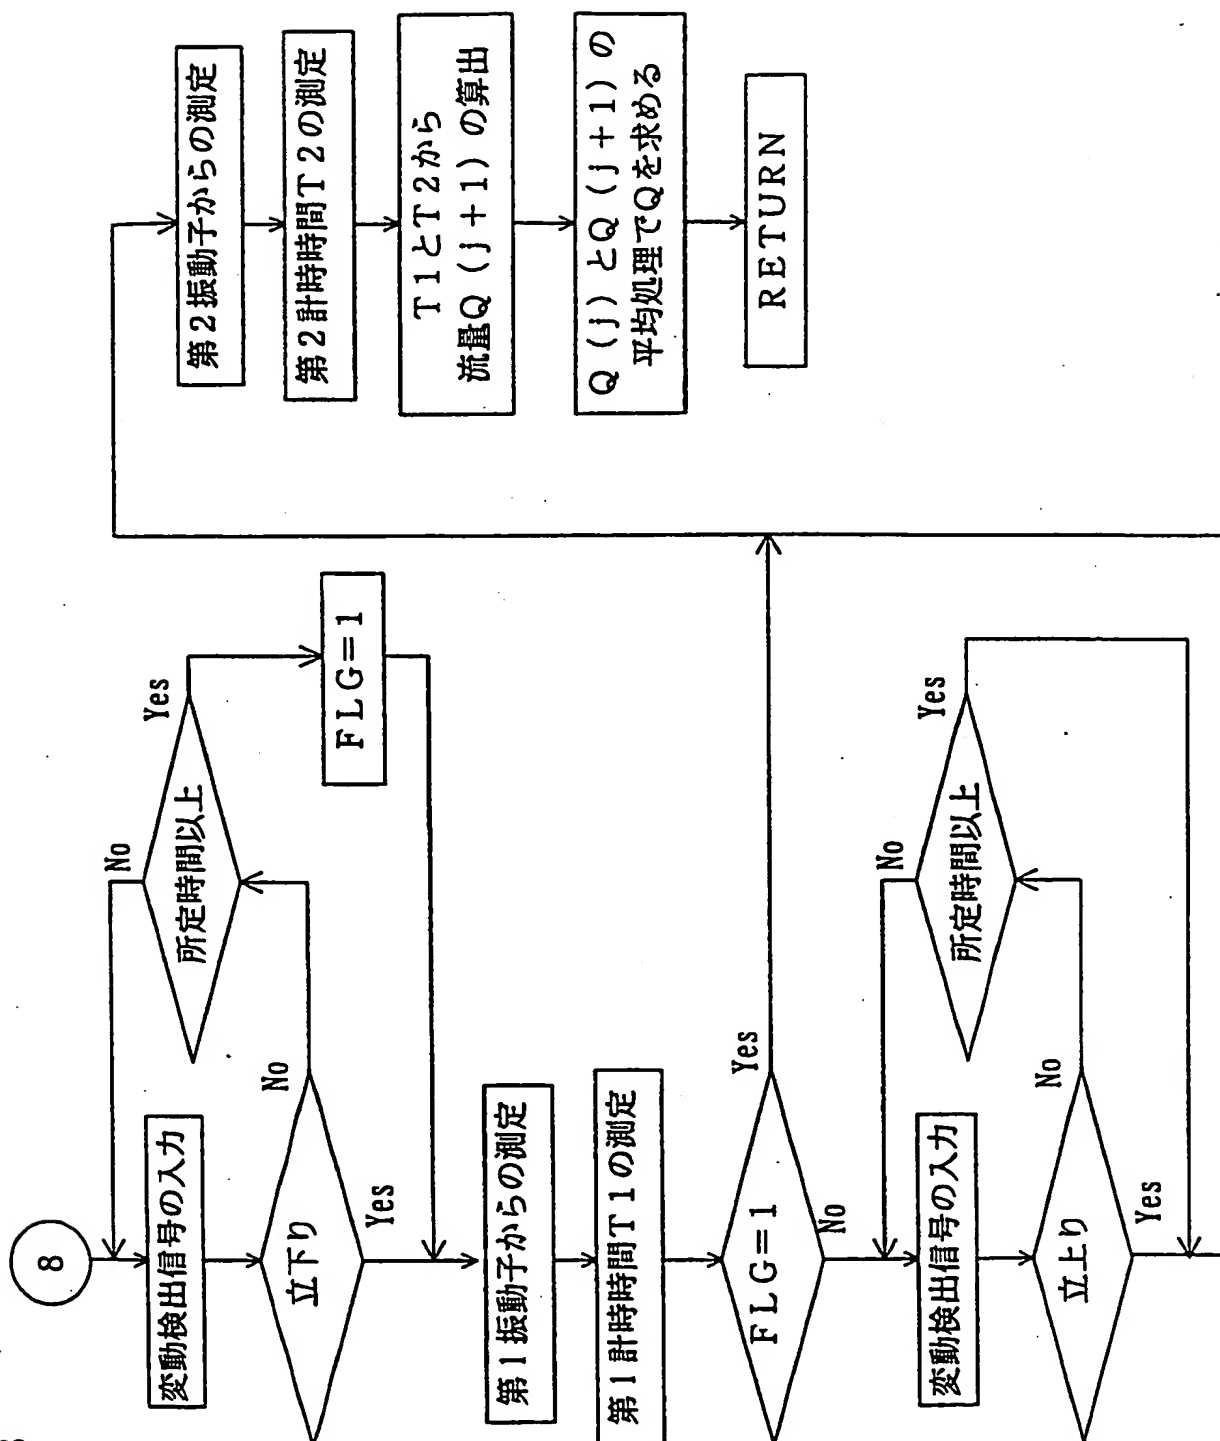 8
変動検出信号の入力
立下り
No
Yes
所定時間以上
No
Yes
FLG=1
第1振動子からの測定
第1計時時間T1の測定
FLG=1
Yes
No
変動検出信号の入力
立上り
No
Yes
所定時間以上
No
Yes
第2振動子からの測定
第2計時時間T2の測定
T1とT2から
流量Q(j+1)の算出
Q(j)とQ(j+1)の
平均処理でQを求める
RETURN